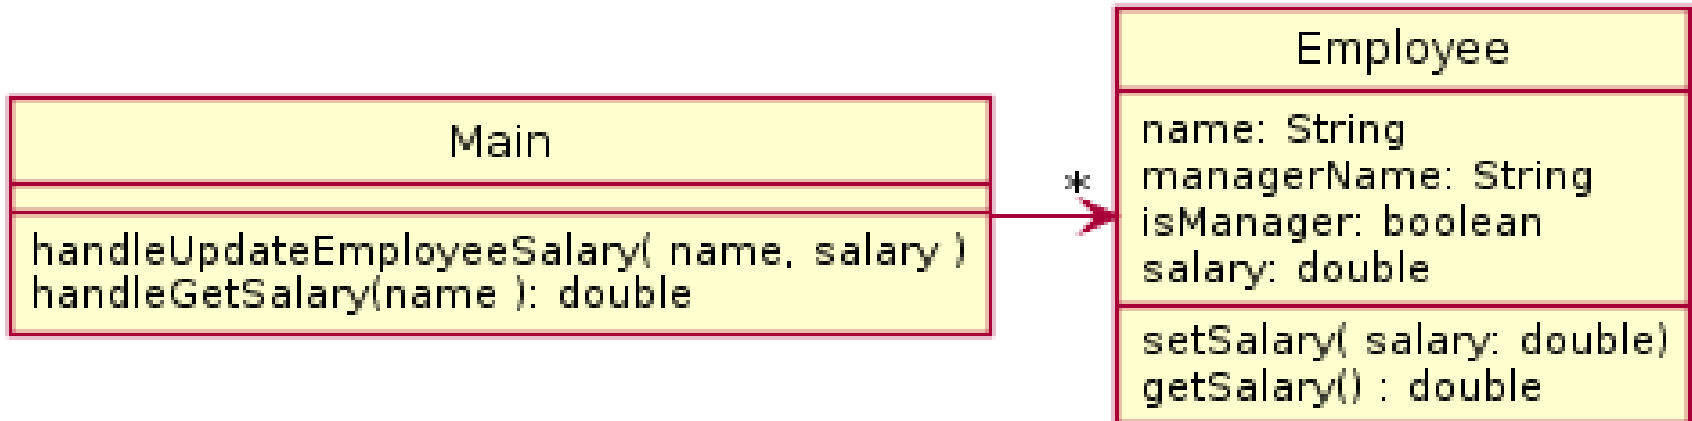 Main
handleUpdateEmployeeSalary( name, salary )
handleGetSalary(name ): double
*
Employee
name: String
managerName: String
isManager: boolean
salary: double
setSalary( salary: double)
getSalary() : double